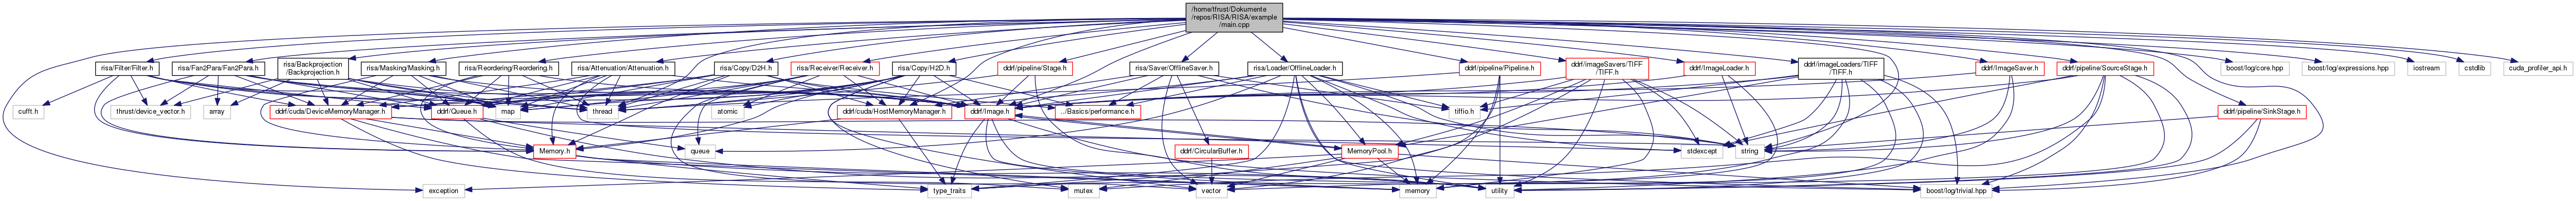 /home/tfrust/Dokumente
/repos/RISA/RISA/example
/main.cpp
risa/Filter/Filter.h
risa/Fan2Para/Fan2Para.h
risa/Backprojection
/Backprojection.h
risa/Masking/Masking.h
risa/Reordering/Reordering.h
risa/Attenuation/Attenuation.h
risa/Copy/D2H.h
risa/Receiver/Receiver.h
risa/Copy/H2D.h
ddrf/pipeline/Stage.h
risa/Saver/OfflineSaver.h
risa/Loader/OfflineLoader.h
ddrf/pipeline/Pipeline.h
ddrf/imageSavers/TIFF
/TIFF.h
ddrf/ImageLoader.h
ddrf/imageLoaders/TIFF
/TIFF.h
ddrf/ImageSaver.h
ddrf/pipeline/SourceStage.h
boost/log/core.hpp
boost/log/expressions.hpp
iostream
cstdlib
cuda_profiler_api.h
cufft.h
thrust/device_vector.h
array
ddrf/cuda/DeviceMemoryManager.h
ddrf/Queue.h
map
thread
atomic
ddrf/cuda/HostMemoryManager.h
ddrf/Image.h
../Basics/performance.h
tiffio.h
ddrf/pipeline/SinkStage.h
Memory.h
queue
ddrf/CircularBuffer.h
MemoryPool.h
stdexcept
string
exception
type_traits
mutex
vector
memory
utility
boost/log/trivial.hpp